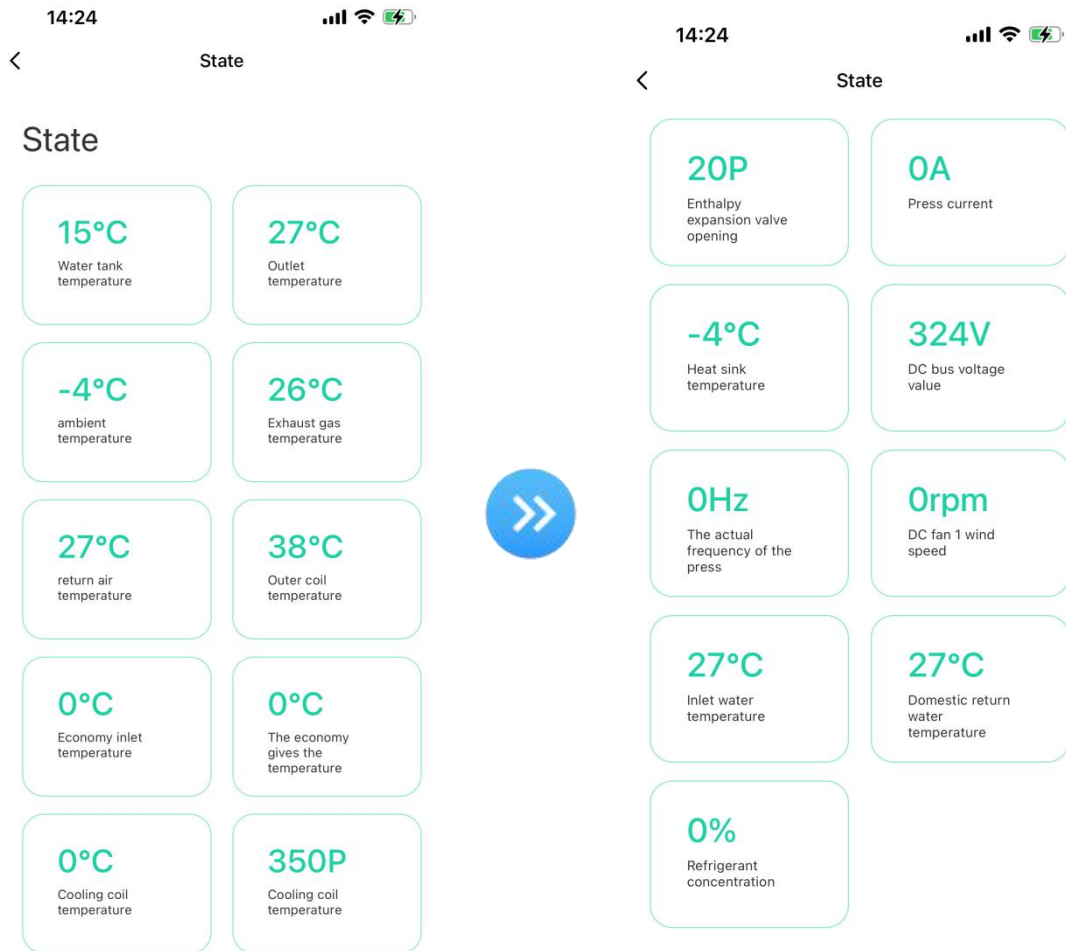 14:24
State
State
15°C
Water tank
temperature
27°C
Outlet
temperature
-4°C
ambient
temperature
26°C
Exhaust gas
temperature
27°C
return air
temperature
38°C
Outer coil
temperature
0°C
Economy inlet
temperature
0°C
The economy
gives the
temperature
0°C
Cooling coil
temperature
350P
Cooling coil
temperature
14:24
State
20P
Enthalpy
expansion valve
opening
0A
Press current
-4°C
Heat sink
temperature
324V
DC bus voltage
value
0Hz
The actual
frequency of the
press
0rpm
DC fan 1 wind
speed
27°C
Inlet water
temperature
27°C
Domestic return
water
temperature
0%
Refrigerant
concentration